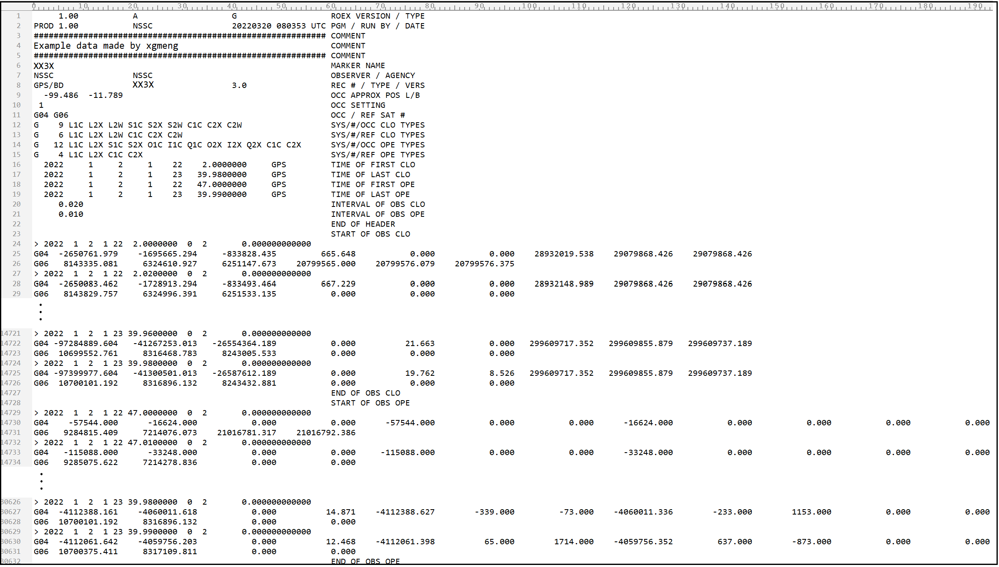 0 10 20 30 40 50 60 70 80 90 100 110 120 130 140 150 160 170 180 190
1 1.00 A G ROEX VERSION / TYPE
2 PROD 1.00 NSSC 20220320 080353 UTC PGM / RUN BY / DATE
3 ########################################################### COMMENT
4 Example data made by xgmeng COMMENT
5 ########################################################### COMMENT
6 XX3X MARKER NAME
7 NSSC NSSC OBSERVER / AGENCY
8 GPS/BD XX3X 3.0 REC # / TYPE / VERS
9 -99.486 -11.789 OCC APPROX POS L/B
10 1 OCC SETTING
11 G04 G06 OCC / REF SAT #
12 G 9 L1C L2X L2W S1C S2X S2W C1C C2X C2W SYS/#/OCC CLO TYPES
13 G 6 L1C L2X L2W C1C C2X C2W SYS/#/REF CLO TYPES
14 G 12 L1C L2X S1C S2X O1C I1C Q1C O2X I2X Q2X C1C C2X SYS/#/OCC OPE TYPES
15 G 4 L1C L2X C1C C2X SYS/#/REF OPE TYPES
16 2022 1 2 1 22 2.0000000 GPS TIME OF FIRST CLO
17 2022 1 2 1 23 39.9800000 GPS TIME OF LAST CLO
18 2022 1 2 1 22 47.0000000 GPS TIME OF FIRST OPE
19 2022 1 2 1 23 39.9900000 GPS TIME OF LAST OPE
20 0.020 INTERVAL OF OBS CLO
21 0.010 INTERVAL OF OBS OPE
22 END OF HEADER
23 START OF OBS CLO
24 > 2022 1 2 1 22 2.0000000 0 2 0.000000000000
25 G04 -2650761.979 -1695665.294 -833828.435 665.648 0.000 0.000 28932019.538 29079868.426 29079868.426
26 G06 8143335.081 6324610.927 6251147.673 20799565.000 20799576.079 20799576.375
27 > 2022 1 2 1 22 2.0200000 0 2 0.000000000000
28 G04 -2650083.462 -1728913.294 -833493.464 667.229 0.000 0.000 28932148.989 29079868.426 29079868.426
29 G06 8143829.757 6324996.391 6251533.135 0.000 0.000 0.000
14721 > 2022 1 2 1 23 39.9600000 0 2 0.000000000000
14722 G04 -97284889.604 -41267253.013 -26554364.189 0.000 21.663 0.000 299609717.352 299609855.879 299609737.189
14723 G06 10699552.761 8316468.783 8243005.533 0.000 0.000 0.000
14724 > 2022 1 2 1 23 39.9800000 0 2 0.000000000000
14725 G04 -97399977.604 -41300501.013 -26587612.189 0.000 19.762 8.526 299609717.352 299609855.879 299609737.189
14726 G06 10700101.192 8316896.132 8243432.881 0.000 0.000 0.000
14727 END OF OBS CLO
14728 START OF OBS OPE
14729 > 2022 1 2 1 22 47.0000000 0 2 0.000000000000
14730 G04 -57544.000 -16624.000 0.000 0.000 -57544.000 0.000 0.000 -16624.000 0.000 0.000 0.000 0.000
14731 G06 9284815.409 7214076.073 21016781.317 21016792.386
14732 > 2022 1 2 1 22 47.0100000 0 2 0.000000000000
14733 G04 -115088.000 -33248.000 0.000 0.000 -115088.000 0.000 0.000 -33248.000 0.000 0.000 0.000 0.000
14734 G06 9285075.622 7214278.836 0.000 0.000
30626 > 2022 1 2 1 23 39.9800000 0 2 0.000000000000
30627 G04 -4112388.161 -4060011.618 0.000 14.871 -4112388.627 -339.000 -73.000 -4060011.336 -233.000 1153.000 0.000 0.000
30628 G06 10700101.192 8316896.132 0.000 0.000
30629 > 2022 1 2 1 23 39.9900000 0 2 0.000000000000
30630 G04 -4112061.642 -4059756.203 0.000 12.468 -4112061.398 65.000 1714.000 -4059756.352 637.000 -873.000 0.000 0.000
30631 G06 10700375.411 8317109.811 0.000 0.000
30632 END OF OBS OPE